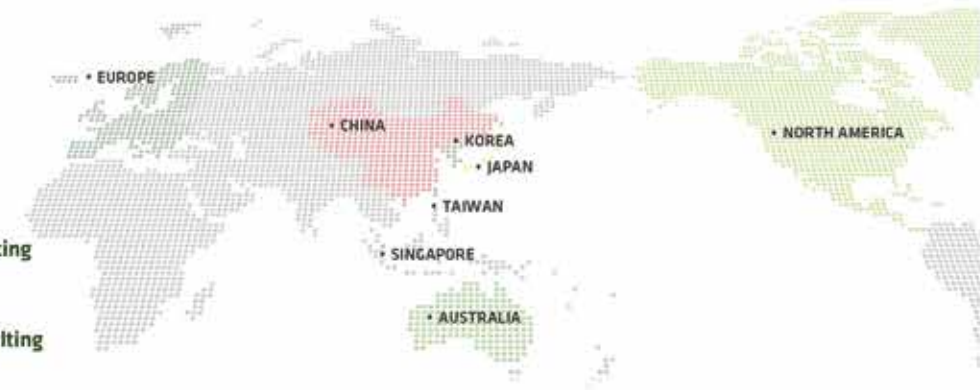 EUROPE
CHINA
KOREA
NORTH AMERICA
JAPAN
TAIWAN
SINGAPORE
AUSTRALIA